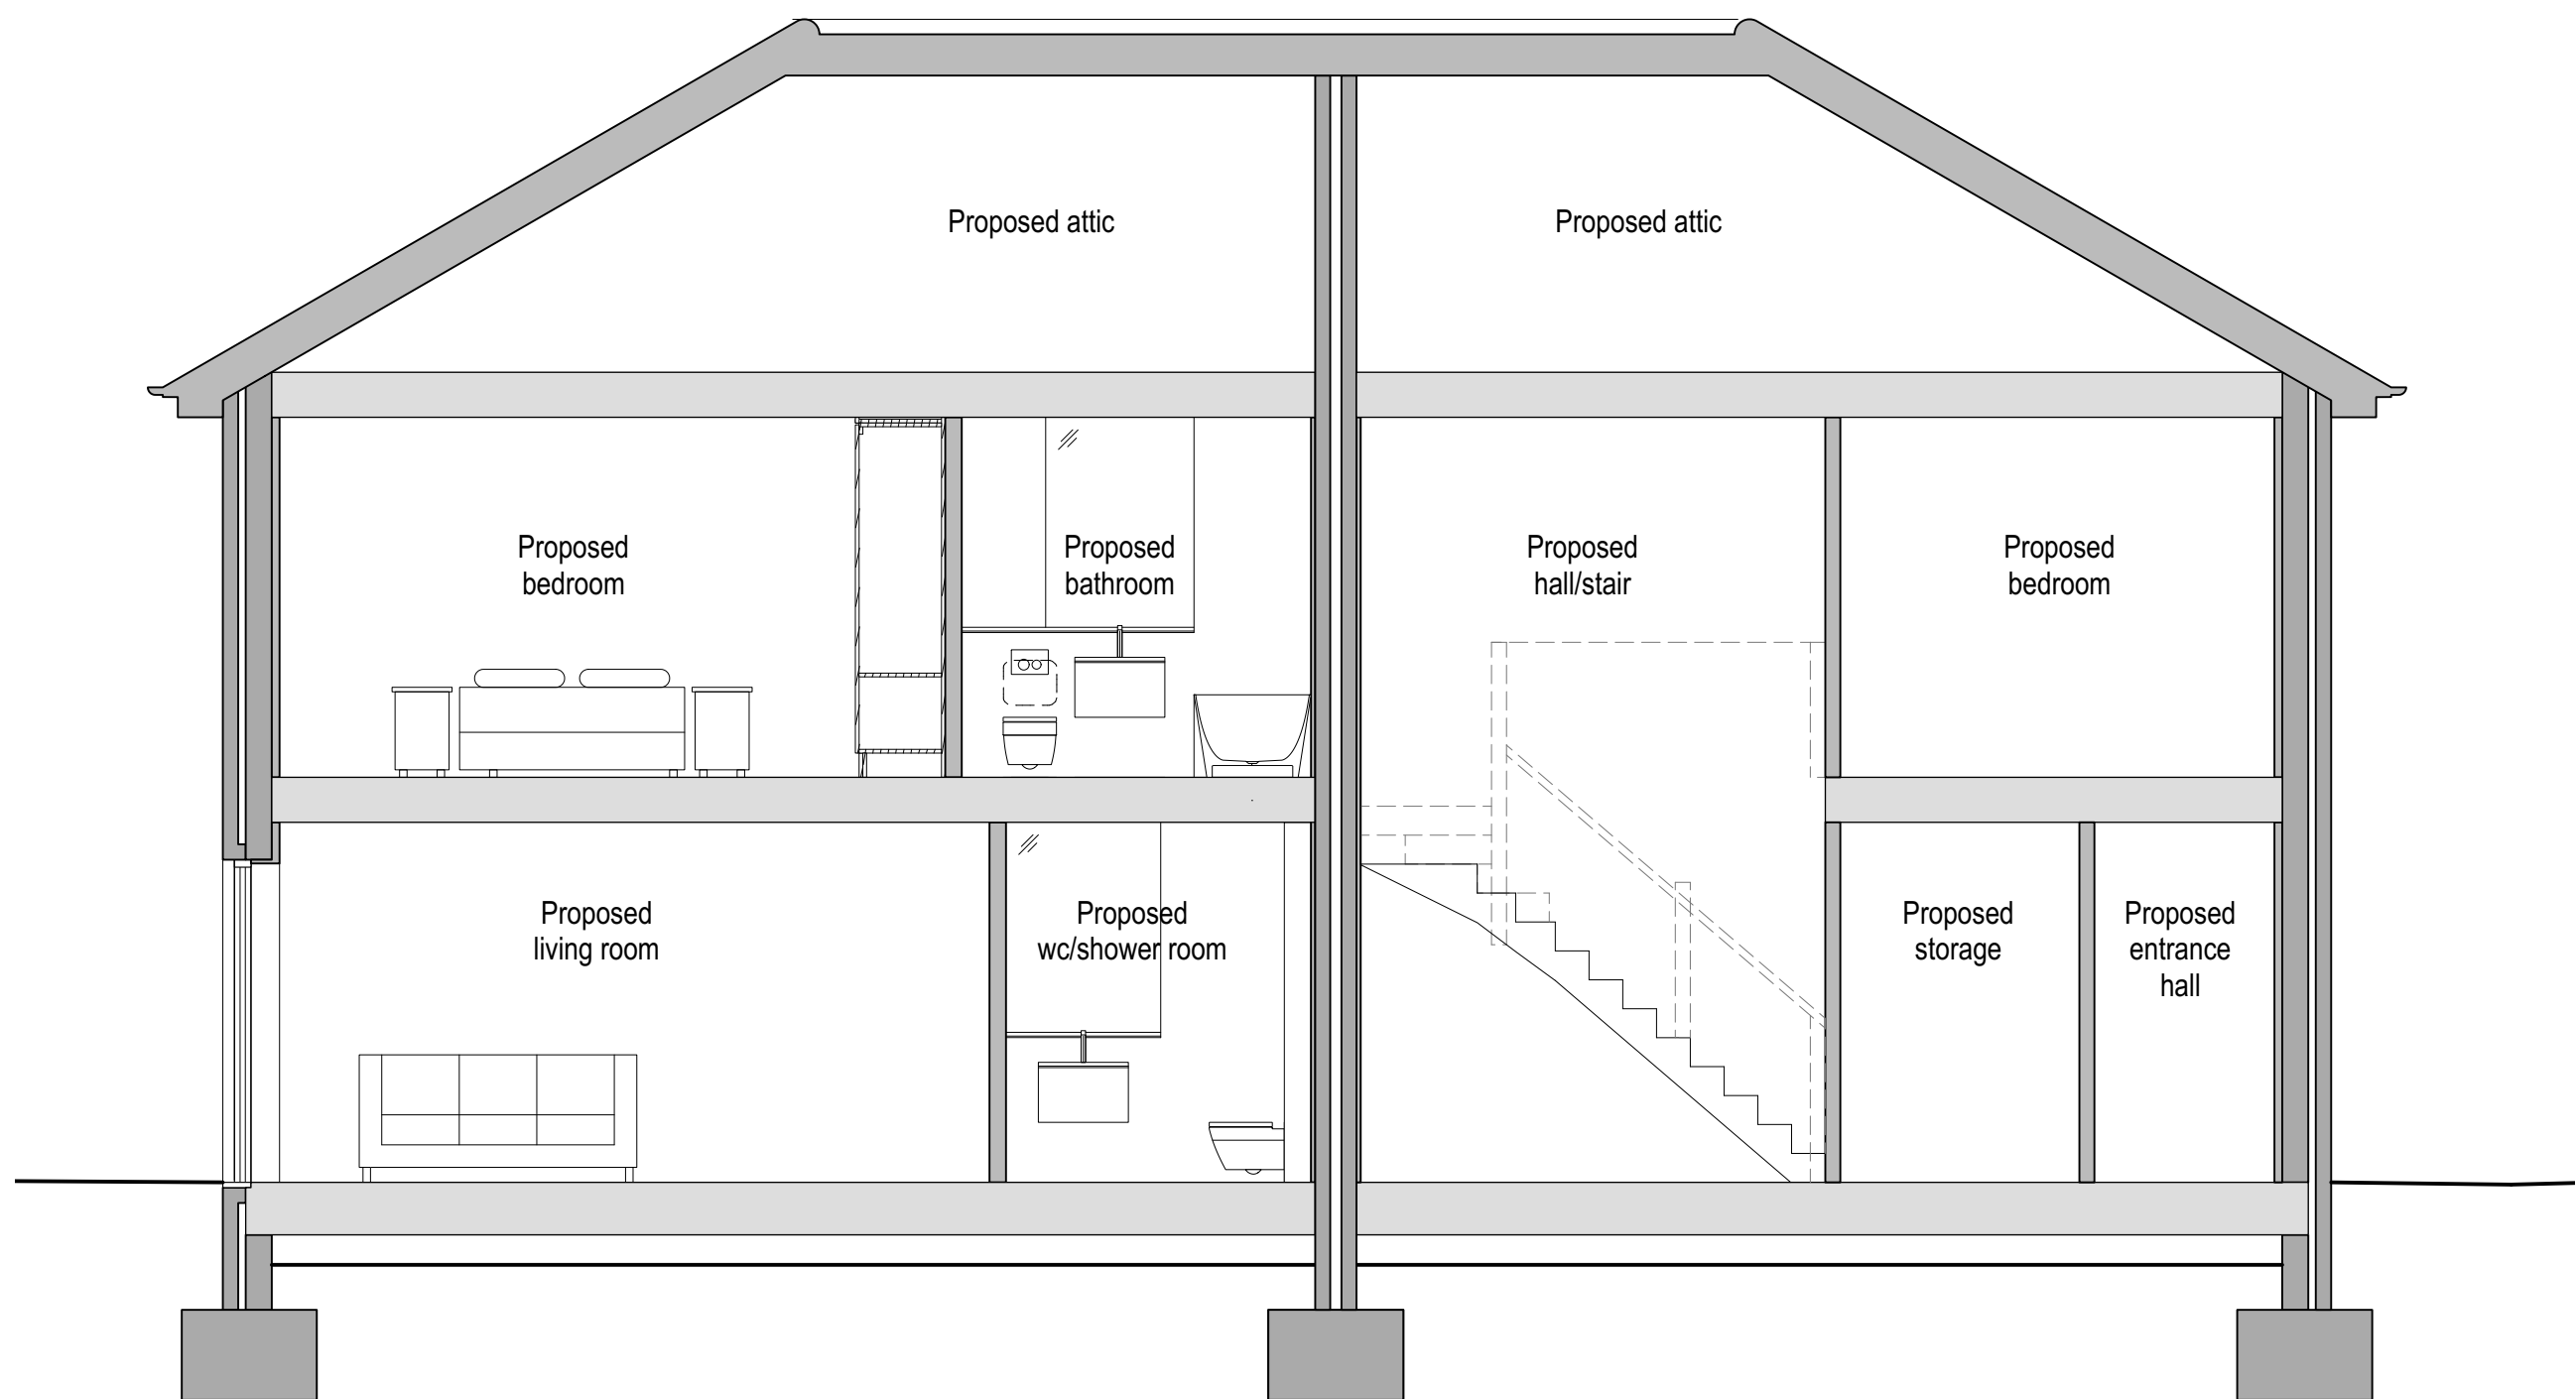 Proposed attic
Proposed attic
Proposed
bedroom
Proposed
bathroom
Proposed
hall/stair
Proposed
bedroom
Proposed
living room
Proposed
wc/shower room
Proposed
storage
Proposed
entrance
hall